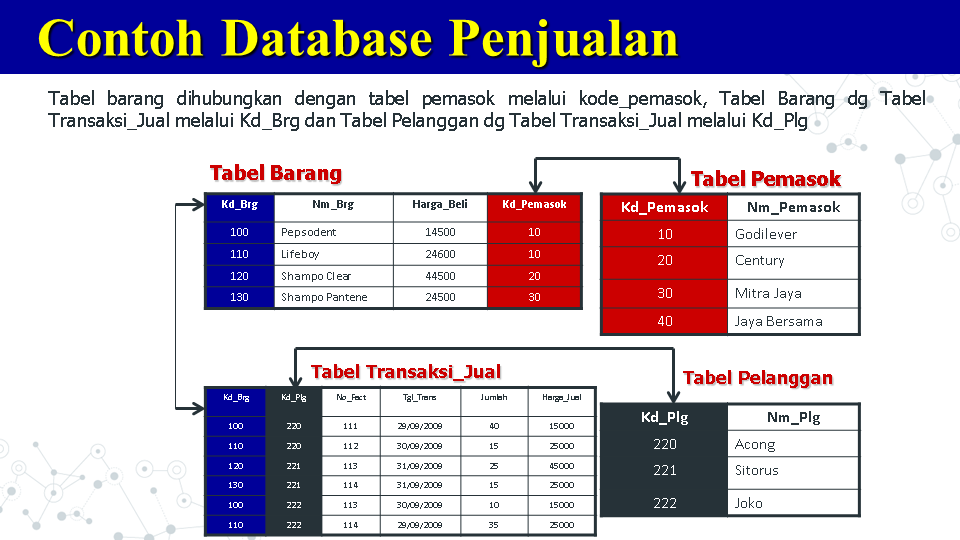 Contoh Database Penjualan
Tabel barang dihubungkan dengan tabel pemasok melalui kode_pemasok, Tabel Barang dg Tabel
Transaksi_Jual melalui Kd_Brg dan Tabel Pelanggan dg Tabel Transaksi_Jual melalui Kd_Plg
Tabel Barang
Kd_Brg Nm_Brg Harga_Beli Kd_Pemasok
100 Pepsodent 14500 10
110 Lifeboy 24600 10
120 Shampo Clear 44500 20
130 Shampo Pantene 24500 30
Tabel Pemasok
Kd_Pemasok Nm_Pemasok
10 Godilever
20 Century
30 Mitra Jaya
40 Jaya Bersama
Tabel Transaksi_Jual
Kd_Brg Kd_Plg No_Fact Tgl_Trans Jumlah Harga_Jual
100 220 111 29/09/2009 40 15000
110 220 112 30/09/2009 15 25000
120 221 113 31/09/2009 25 45000
130 221 114 31/09/2009 15 25000
100 222 113 30/09/2009 10 15000
110 222 114 29/09/2009 35 25000
Tabel Pelanggan
Kd_Plg Nm_Plg
220 Acong
221 Sitorus
222 Joko